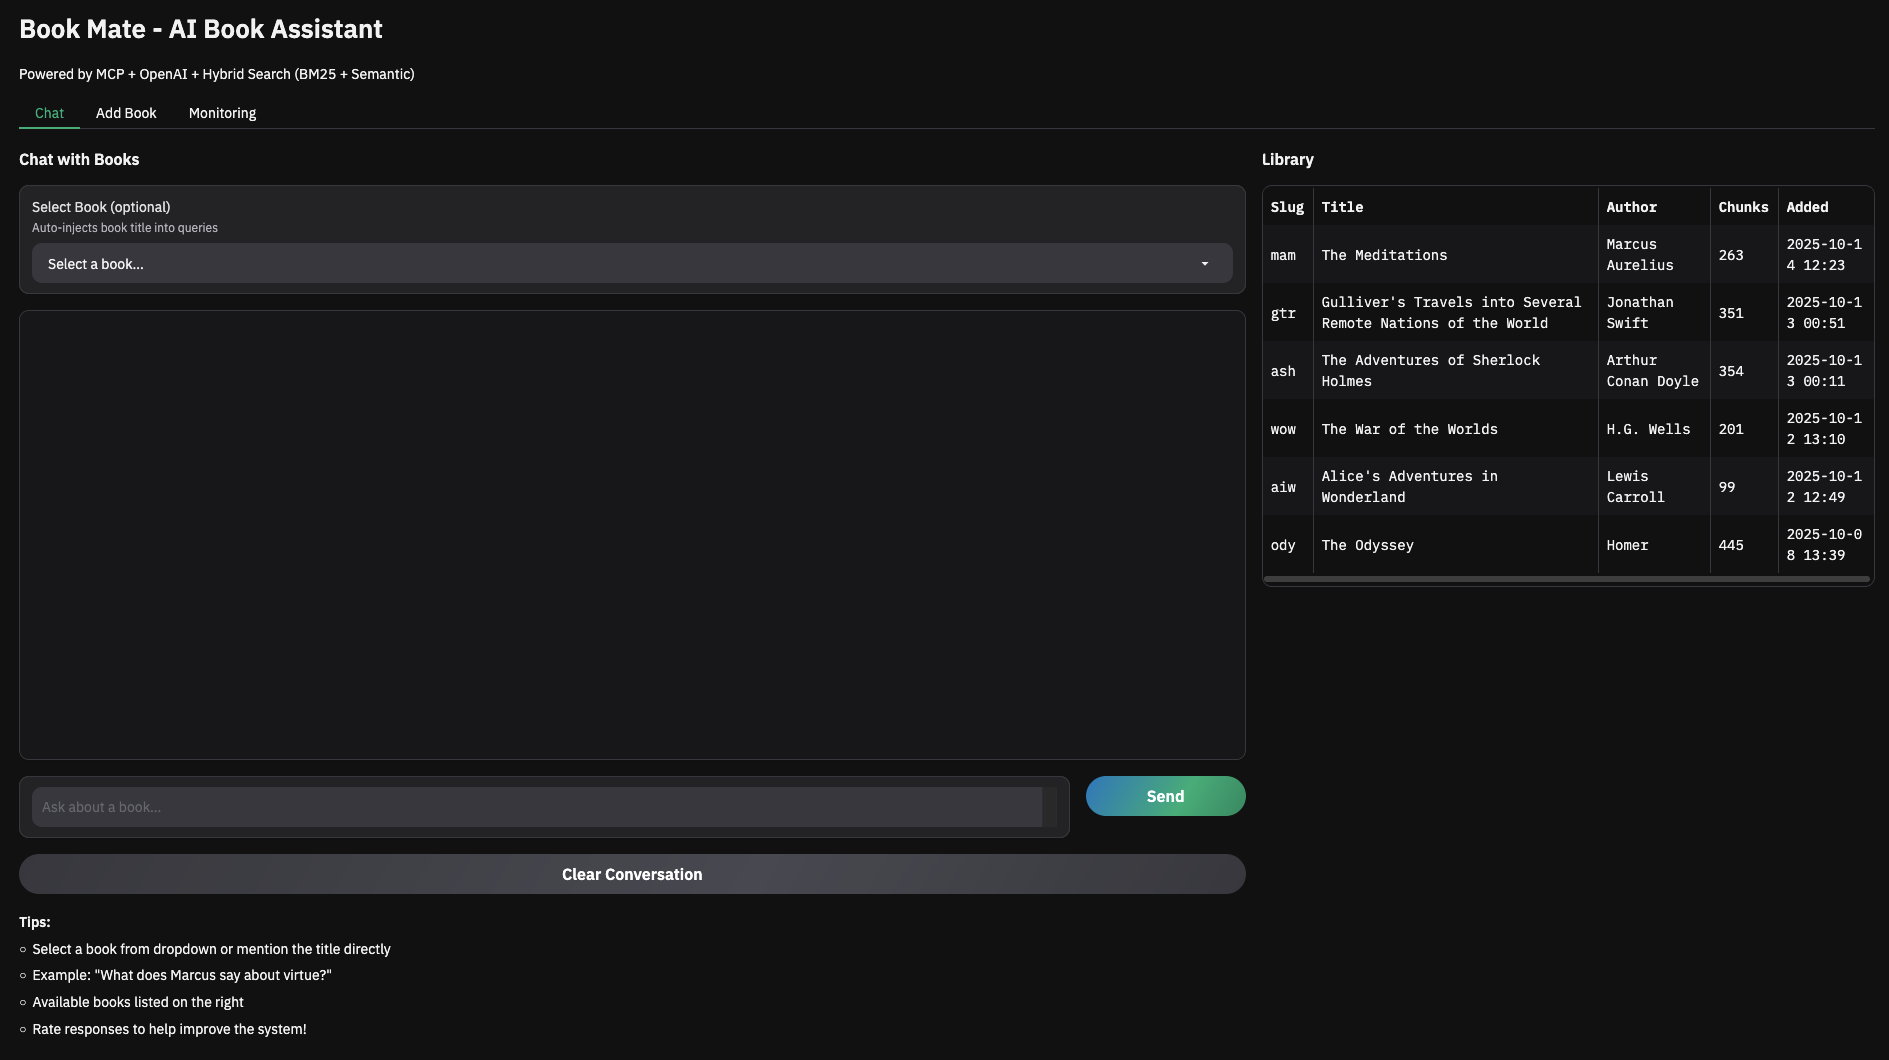 Book Mate - AI Book Assistant
Powered by MCP + OpenAI + Hybrid Search (BM25 + Semantic)
Chat Add Book Monitoring
Chat with Books
Select Book (optional)
Auto-injects book title into queries
Select a book...
Ask about a book...
Send
Clear Conversation
Tips:
Select a book from dropdown or mention the title directly
Example: "What does Marcus say about virtue?"
Available books listed on the right
Rate responses to help improve the system!
Library
Slug Title Author Chunks Added
mam The Meditations Marcus Aurelius 263 2025-10-14 12:23
gtr Gulliver's Travels into Several Remote Nations of the World Jonathan Swift 351 2025-10-13 00:51
ash The Adventures of Sherlock Holmes Arthur Conan Doyle 354 2025-10-13 00:11
wow The War of the Worlds H.G. Wells 201 2025-10-12 13:10
aiw Alice's Adventures in Wonderland Lewis Carroll 99 2025-10-12 12:49
ody The Odyssey Homer 445 2025-10-08 13:39